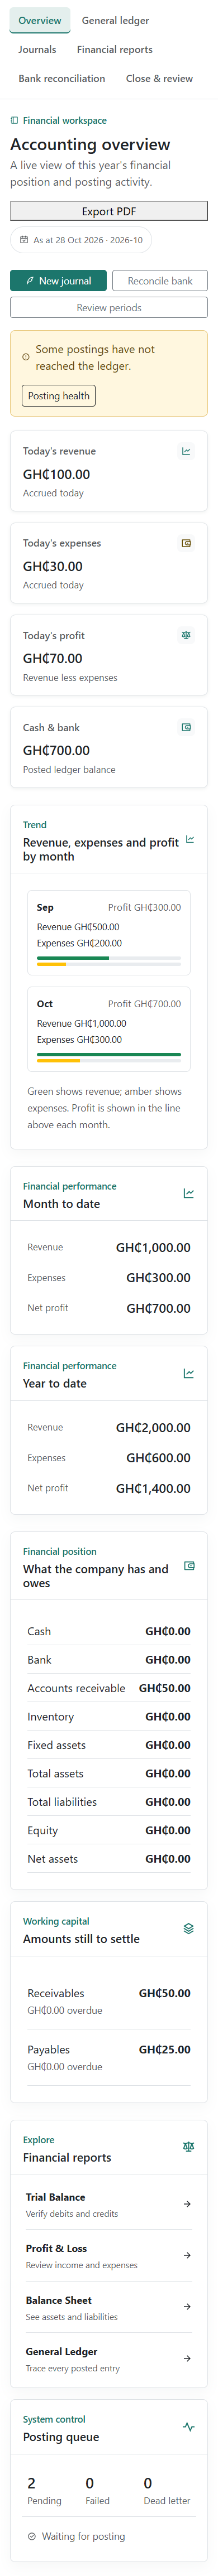 Overview
General ledger
Journals
Financial reports
Bank reconciliation
Close & review
Financial workspace
Accounting overview
A live view of this year's financial
position and posting activity.
Export PDF
As at 28 Oct 2026 · 2026-10
New journal
Reconcile bank
Review periods
Some postings have not
reached the ledger.
Posting health
Today's revenue
GH₵100.00
Accrued today
Today's expenses
GH₵30.00
Accrued today
Today's profit
GH₵70.00
Revenue less expenses
Cash & bank
GH₵700.00
Posted ledger balance
Trend
Revenue, expenses and profit
by month
Sep Profit GH₵300.00
Revenue GH₵500.00
Expenses GH₵200.00
Oct Profit GH₵700.00
Revenue GH₵1,000.00
Expenses GH₵300.00
Green shows revenue; amber shows
expenses. Profit is shown in the line
above each month.
Financial performance
Month to date
Revenue GH₵1,000.00
Expenses GH₵300.00
Net profit GH₵700.00
Financial performance
Year to date
Revenue GH₵2,000.00
Expenses GH₵600.00
Net profit GH₵1,400.00
Financial position
What the company has and
owes
Cash GH₵0.00
Bank GH₵0.00
Accounts receivable GH₵50.00
Inventory GH₵0.00
Fixed assets GH₵0.00
Total assets GH₵0.00
Total liabilities GH₵0.00
Equity GH₵0.00
Net assets GH₵0.00
Working capital
Amounts still to settle
Receivables GH₵50.00
GH₵0.00 overdue
Payables GH₵25.00
GH₵0.00 overdue
Explore
Financial reports
Trial Balance
Verify debits and credits
Profit & Loss
Review income and expenses
Balance Sheet
See assets and liabilities
General Ledger
Trace every posted entry
System control
Posting queue
2 0 0
Pending Failed Dead letter
Waiting for posting